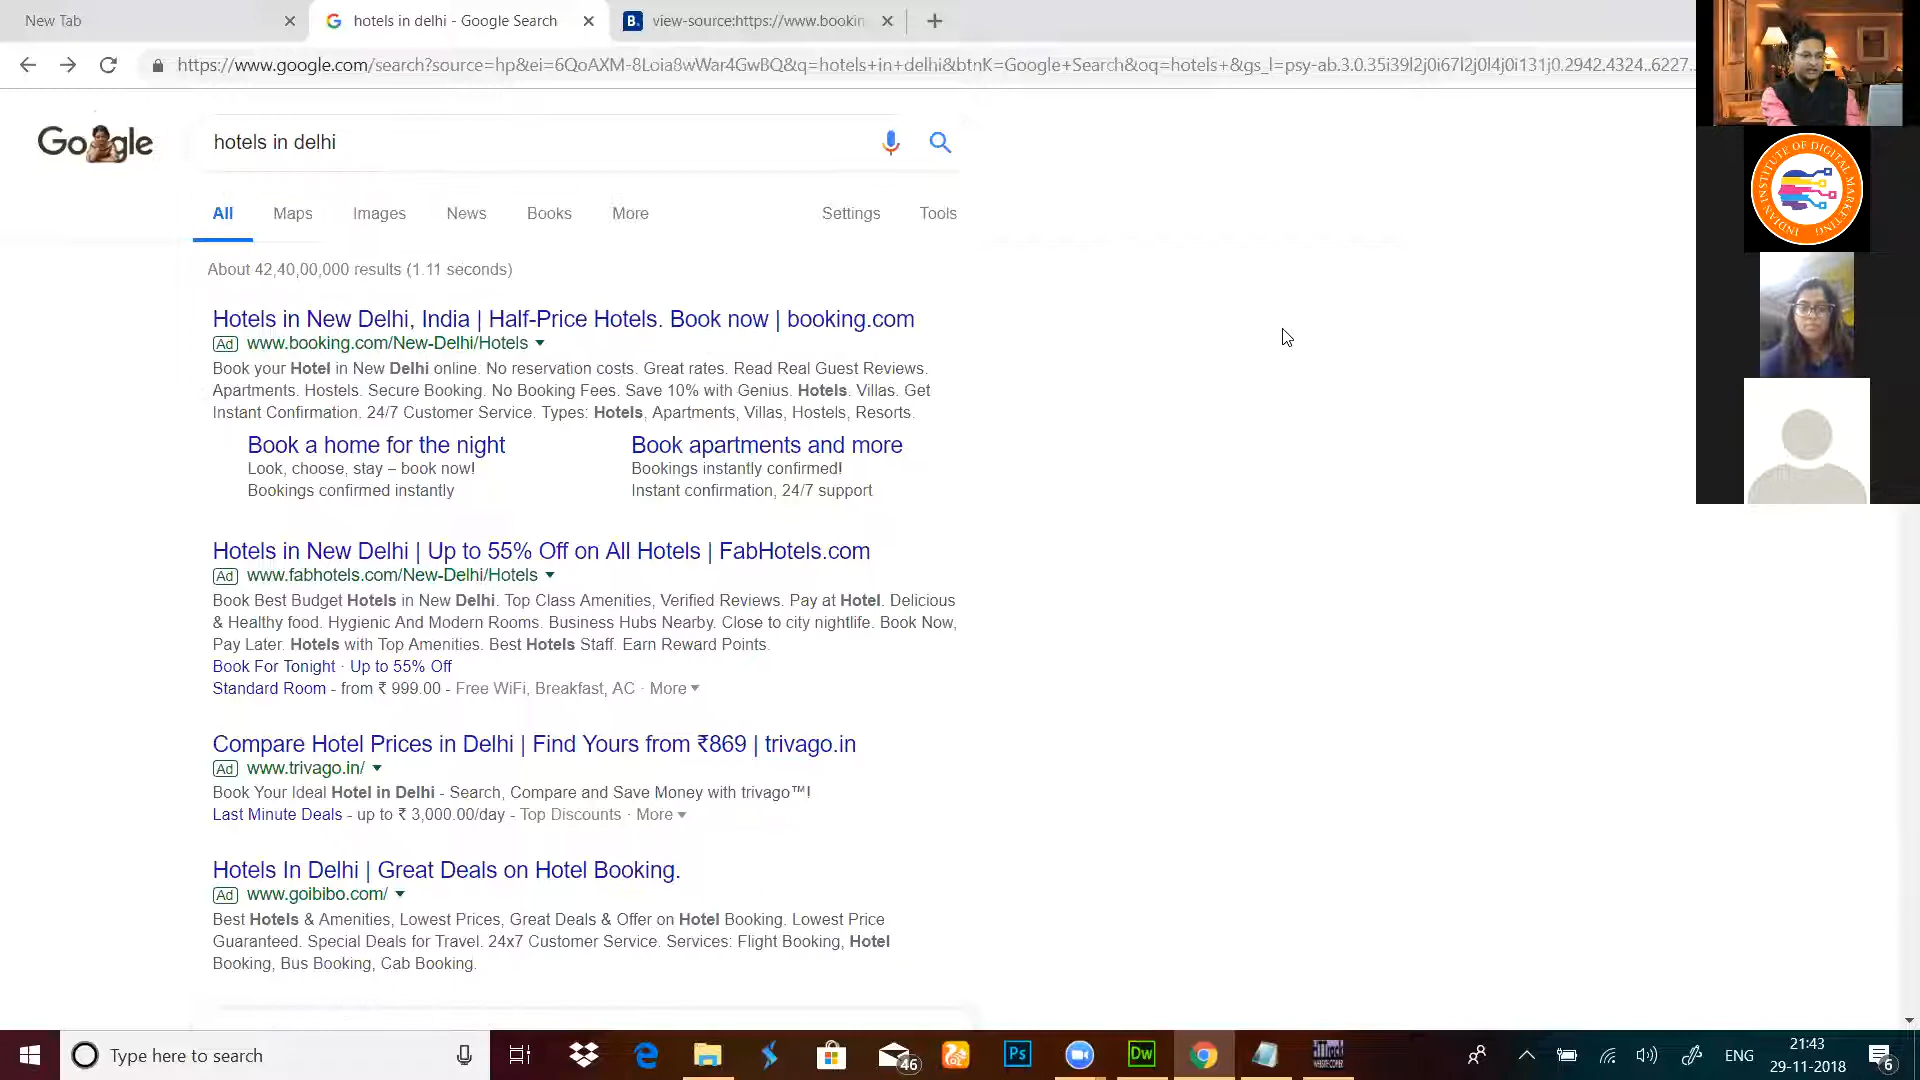 New Tab
hotels in delhi - Google Search
B.
view-source:https://www.bookin
https://www.google.com/search?source=hp&ei=6QoAXM-8Loia8wWar4GwBQ&q=hotels+in+delhi&btnK=Google+Search&oq=hotels+&gs_l=psy-ab.3.0.35i39l2j0i67l2j0l4j0i131j0.2942.4324..6227..
Google
hotels in delhi
INDIAN INSTITUTE OF DIGITAL MARKETING
All
Maps
Images
News
Books
More
Settings
Tools
About 42,40,00,000 results (1.11 seconds)
Hotels in New Delhi, India | Half-Price Hotels. Book now | booking.com
Ad www.booking.com/New-Delhi/Hotels
Book your Hotel in New Delhi online. No reservation costs. Great rates. Read Real Guest Reviews.
Apartments. Hostels. Secure Booking. No Booking Fees. Save 10% with Genius. Hotels. Villas. Get
Instant Confirmation. 24/7 Customer Service. Types: Hotels, Apartments, Villas, Hostels, Resorts.
Book a home for the night
Book apartments and more
Look, choose, stay – book now!
Bookings instantly confirmed!
Bookings confirmed instantly
Instant confirmation, 24/7 support
Hotels in New Delhi | Up to 55% Off on All Hotels | FabHotels.com
Ad www.fabhotels.com/New-Delhi/Hotels
Book Best Budget Hotels in New Delhi. Top Class Amenities, Verified Reviews. Pay at Hotel. Delicious
& Healthy food. Hygienic And Modern Rooms. Business Hubs Nearby. Close to city nightlife. Book Now,
Pay Later. Hotels with Top Amenities. Best Hotels Staff. Earn Reward Points.
Book For Tonight · Up to 55% Off
Standard Room - from ₹ 999.00 - Free WiFi, Breakfast, AC · More
Compare Hotel Prices in Delhi | Find Yours from ₹869 | trivago.in
Ad www.trivago.in/
Book Your Ideal Hotel in Delhi - Search, Compare and Save Money with trivago™!
Last Minute Deals - up to ₹ 3,000.00/day - Top Discounts · More
Hotels In Delhi | Great Deals on Hotel Booking.
Ad www.goibibo.com/
Best Hotels & Amenities, Lowest Prices, Great Deals & Offer on Hotel Booking. Lowest Price
Guaranteed. Special Deals for Travel. 24x7 Customer Service. Services: Flight Booking, Hotel
Booking, Bus Booking, Cab Booking.
Type here to search
46
Ps
Dw
ENG
21:43
29-11-2018
6